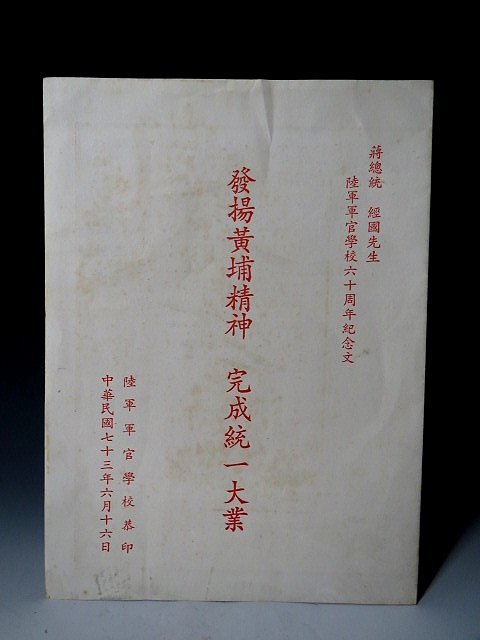 蔣總統　經國先生
陸軍軍官學校六十周年紀念文
發揚黃埔精神　完成統一大業
陸軍軍官學校恭印
中華民國七十三年六月十六日